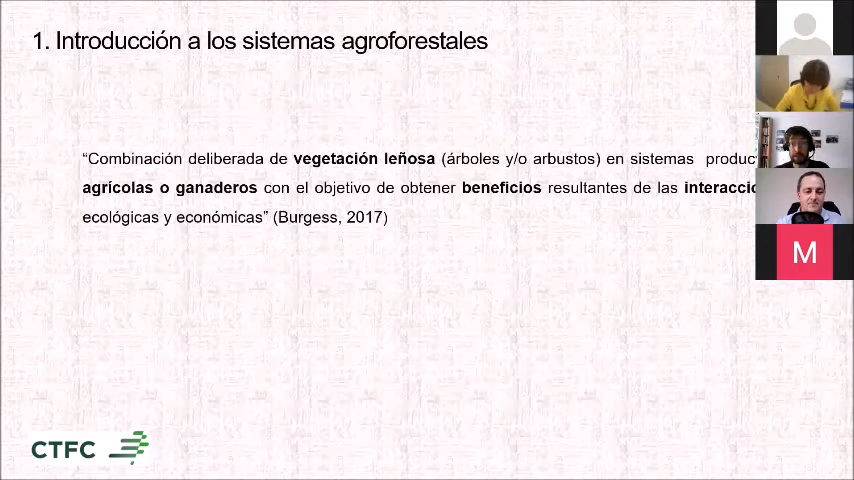 1. Introducción a los sistemas agroforestales
“Combinación deliberada de vegetación leñosa (árboles y/o arbustos) en sistemas
agrícolas o ganaderos con el objetivo de obtener beneficios resultantes de las
ecológicas y económicas” (Burgess, 2017)
M
CTFC